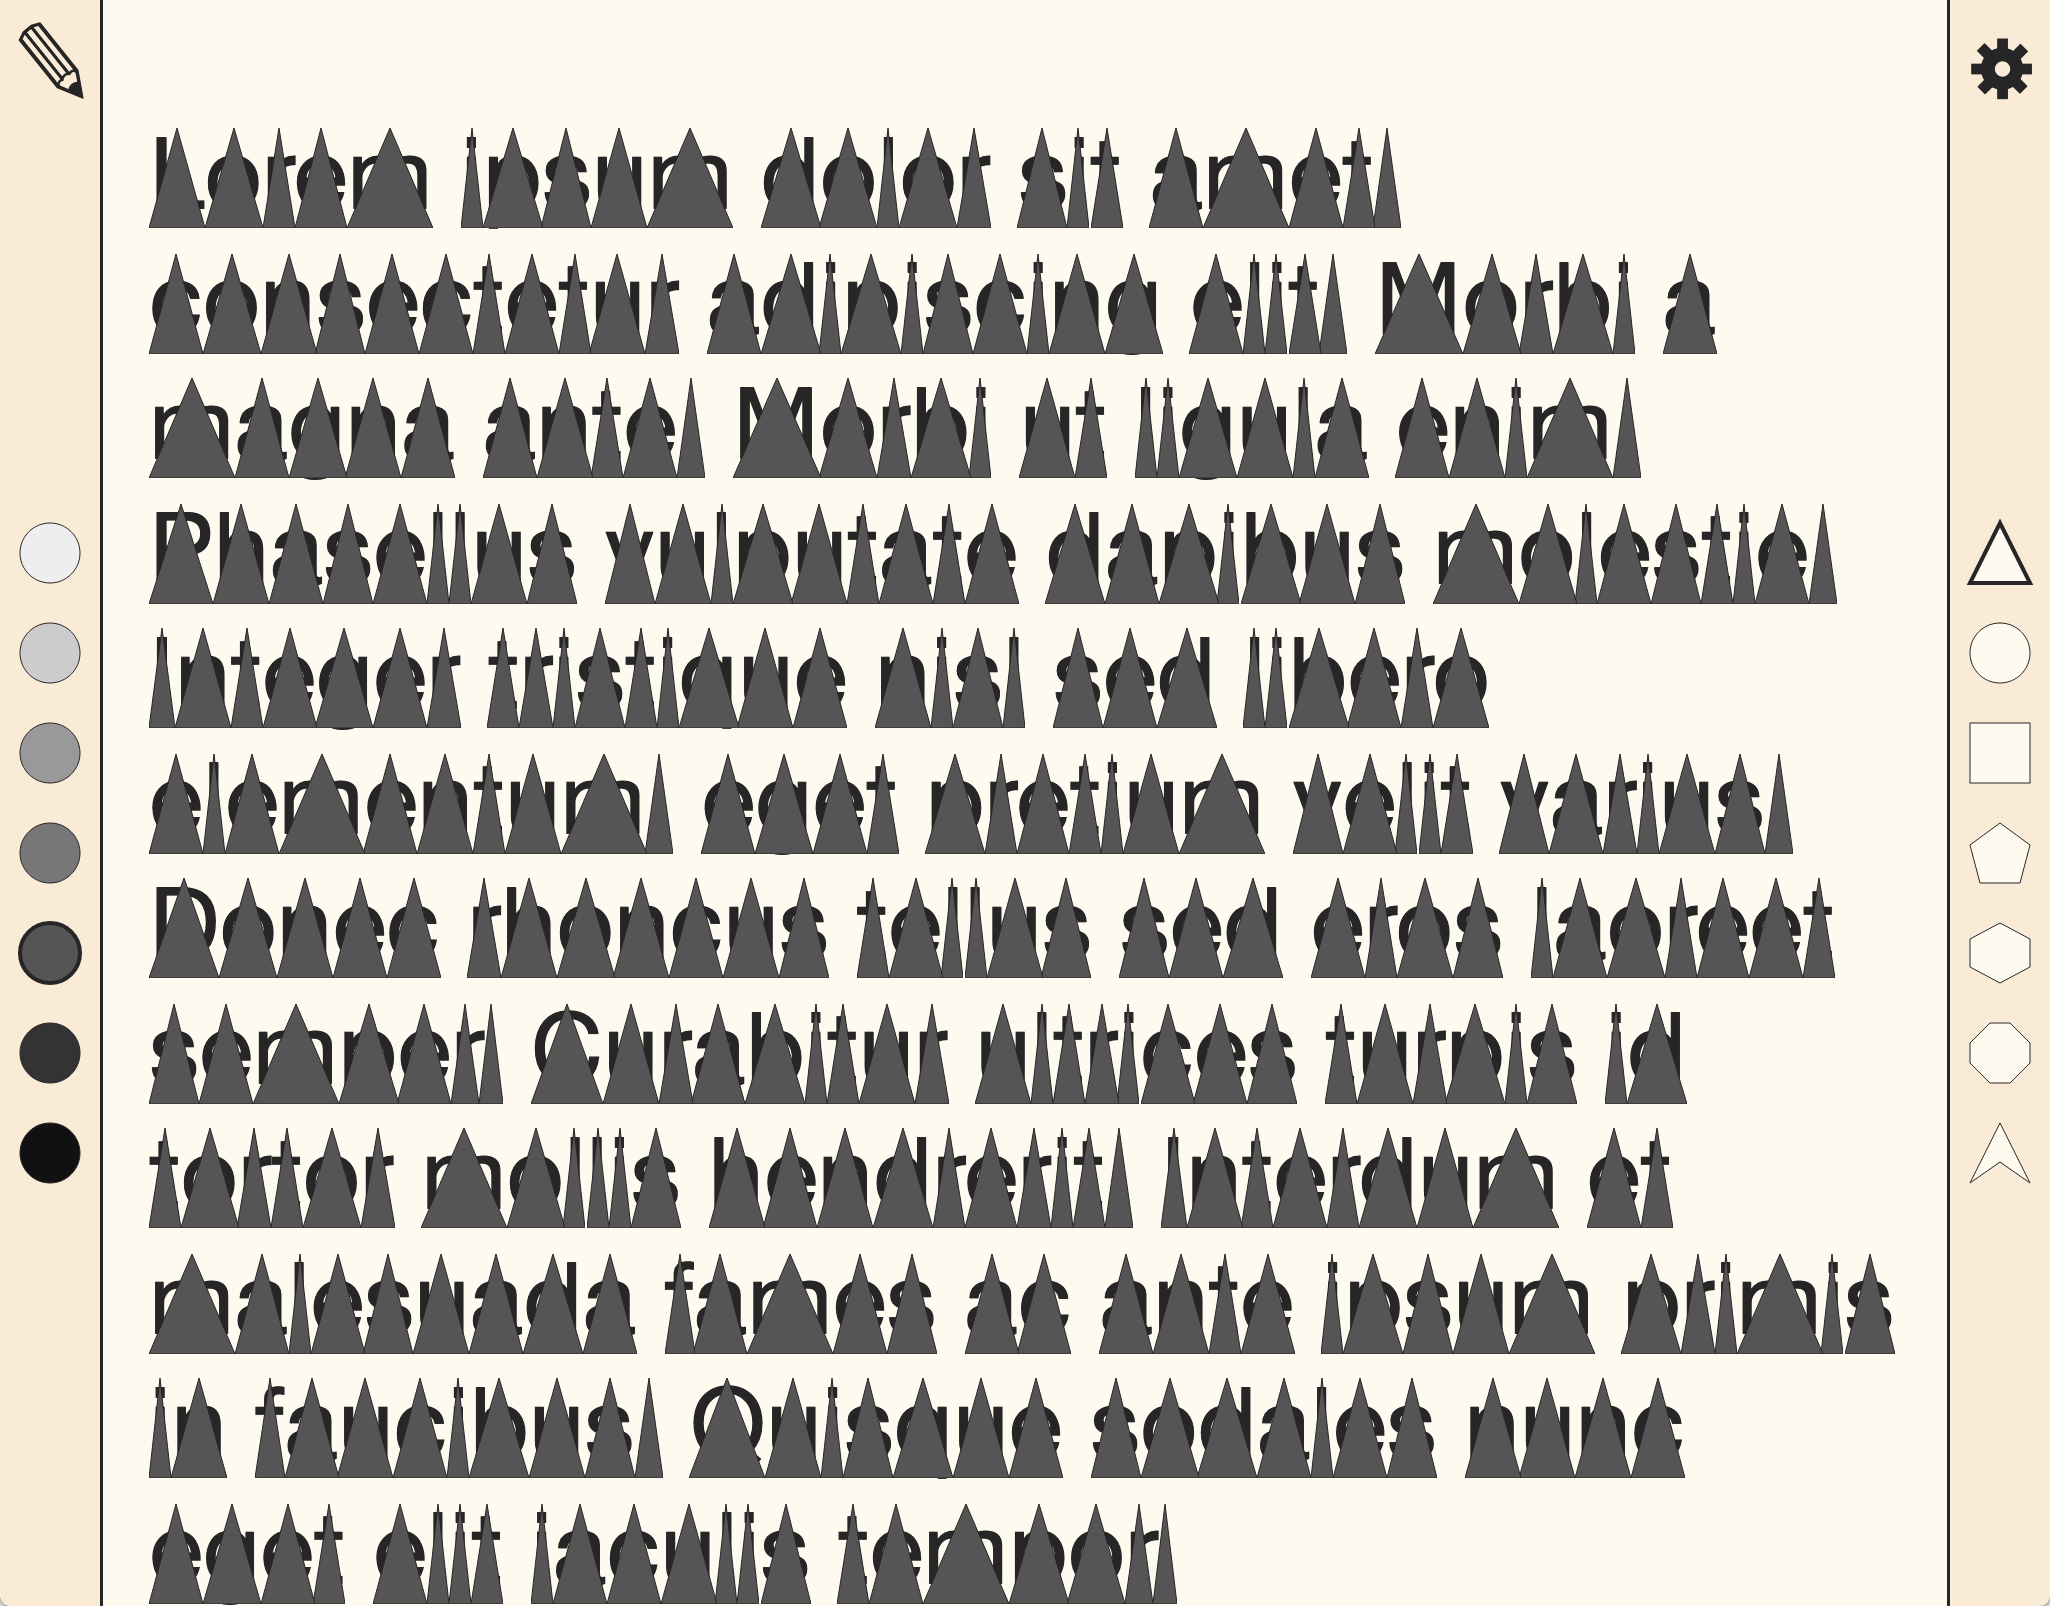 Lorem ipsum dolor sit amet,
consectetur adipiscing elit. Morbi a
magna ante. Morbi ut ligula enim.
Phasellus vulputate dapibus molestie.
Integer tristique nisl sed libero
elementum, eget pretium velit varius.
Donec rhoncus tellus sed eros laoreet
semper. Curabitur ultrices turpis id
tortor mollis hendrerit. Interdum et
malesuada fames ac ante ipsum primis
in faucibus. Quisque sodales nunc
eget elit iaculis tempor.